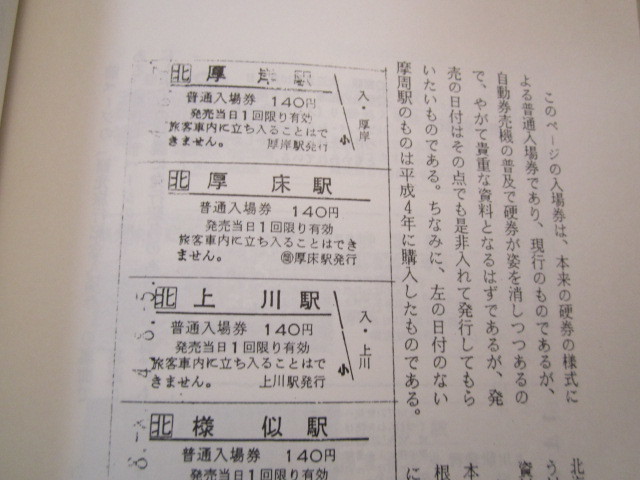 このページの入場券は、本来の硬券の様式に
よる普通入場券であり、現行のものであるが、
自動券売機の普及で硬券が姿を消しつつあるの
で、やがて貴重な資料となるはずであるが、発
売の日付はその点でも是非入れて発行してもら
いたいものである。ちなみに、左の日付のない
摩周駅のものは平成4年に購入したものである。
北 厚岸駅
普通入場券 140円
発売当日1回限り有効
旅客車内に立ち入ることはで
きません。 厚岸駅発行
入・厚岸
小
北 厚床駅
普通入場券 140円
発売当日1回限り有効
旅客車内に立ち入ることはでき
ません。 厚床駅発行
北 上川駅
普通入場券 140円
発売当日1回限り有効
旅客車内に立ち入ることはで
きません。 上川駅発行
入・上川
小
北 様似駅
普通入場券 140円
発売当日1回限り有効